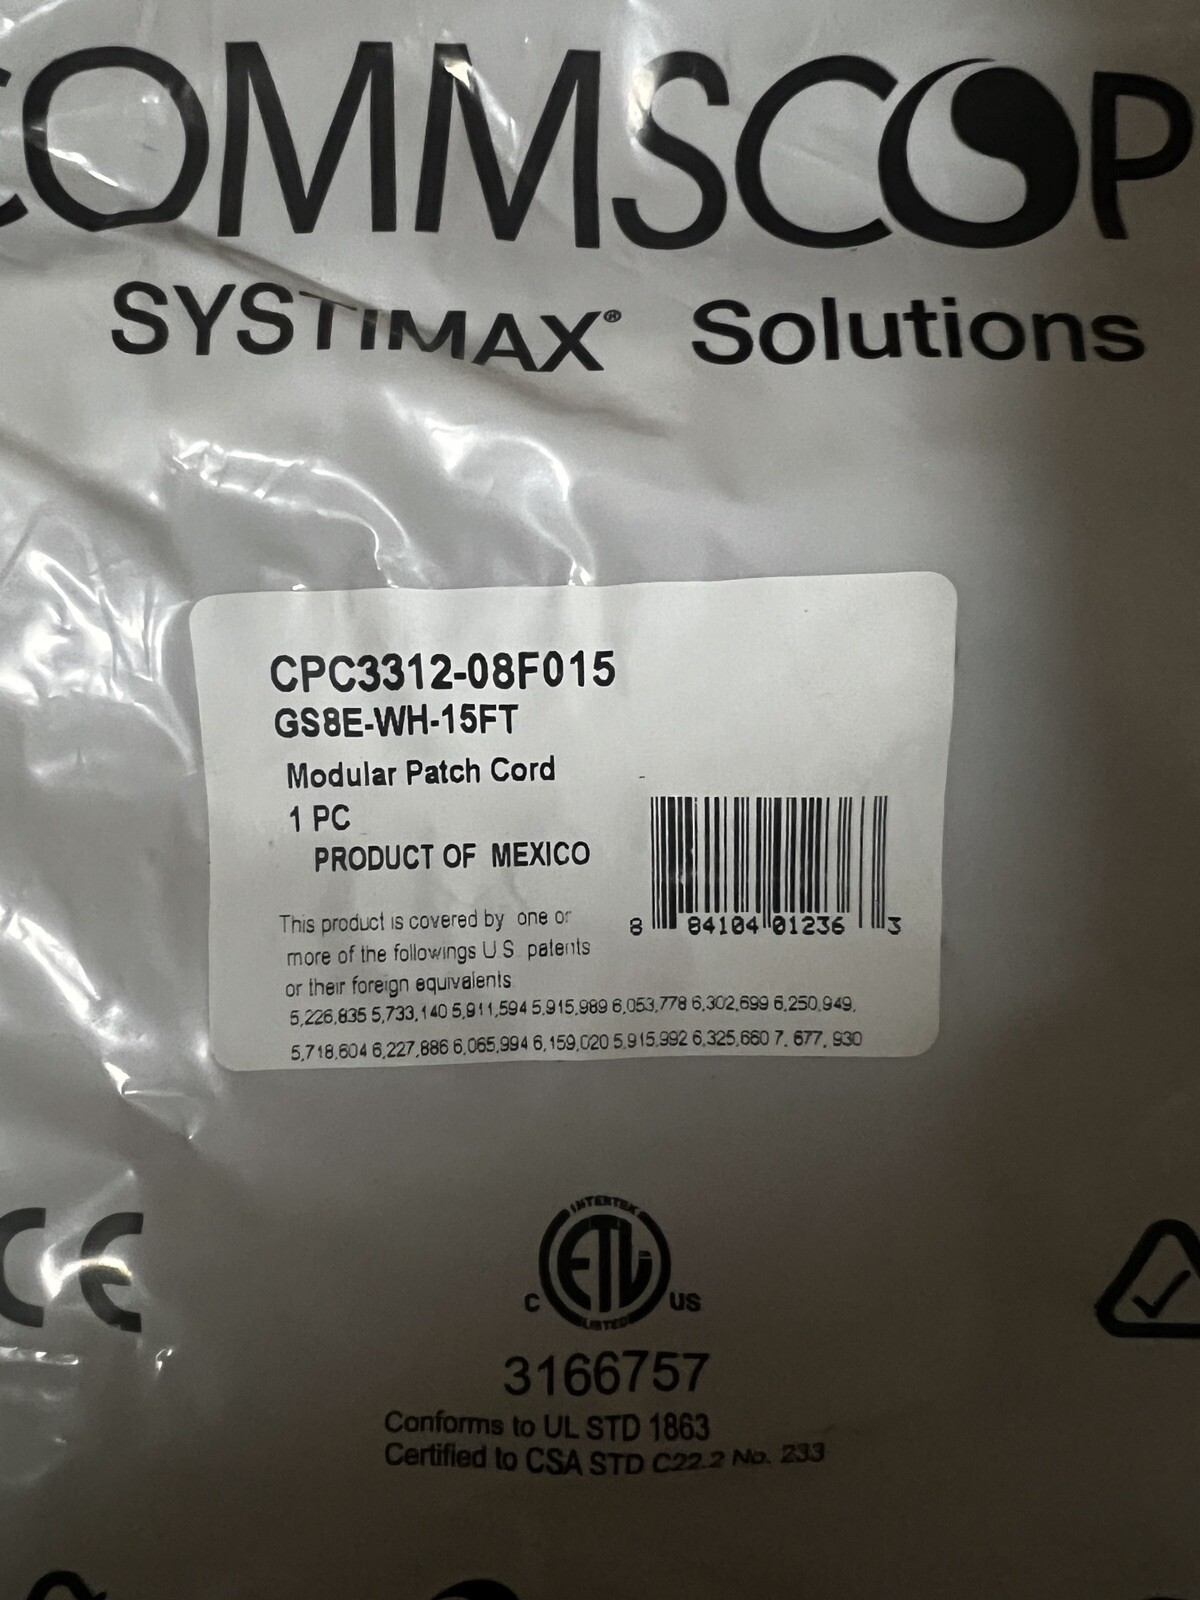 COMMSCOP
SYSTIMAX® Solutions
CPC3312-08F015
GS8E-WH-15FT
Modular Patch Cord
1 PC
PRODUCT OF MEXICO
8 84104 01236 3
This product is covered by one or
more of the followings U.S. patents
or their foreign equivalents.
5,226,835 5,733,140 5,911,594 5,915,989 6,053,778 6,302,699 6,250,949,
5,718,604 6,227,886 6,065,994 6,159,020 5,915,992 6,325,660 7, 677, 930
CE
INTERTEK
ETL
C US
LISTED
3166757
Conforms to UL STD 1863
Certified to CSA STD C22.2 No. 233